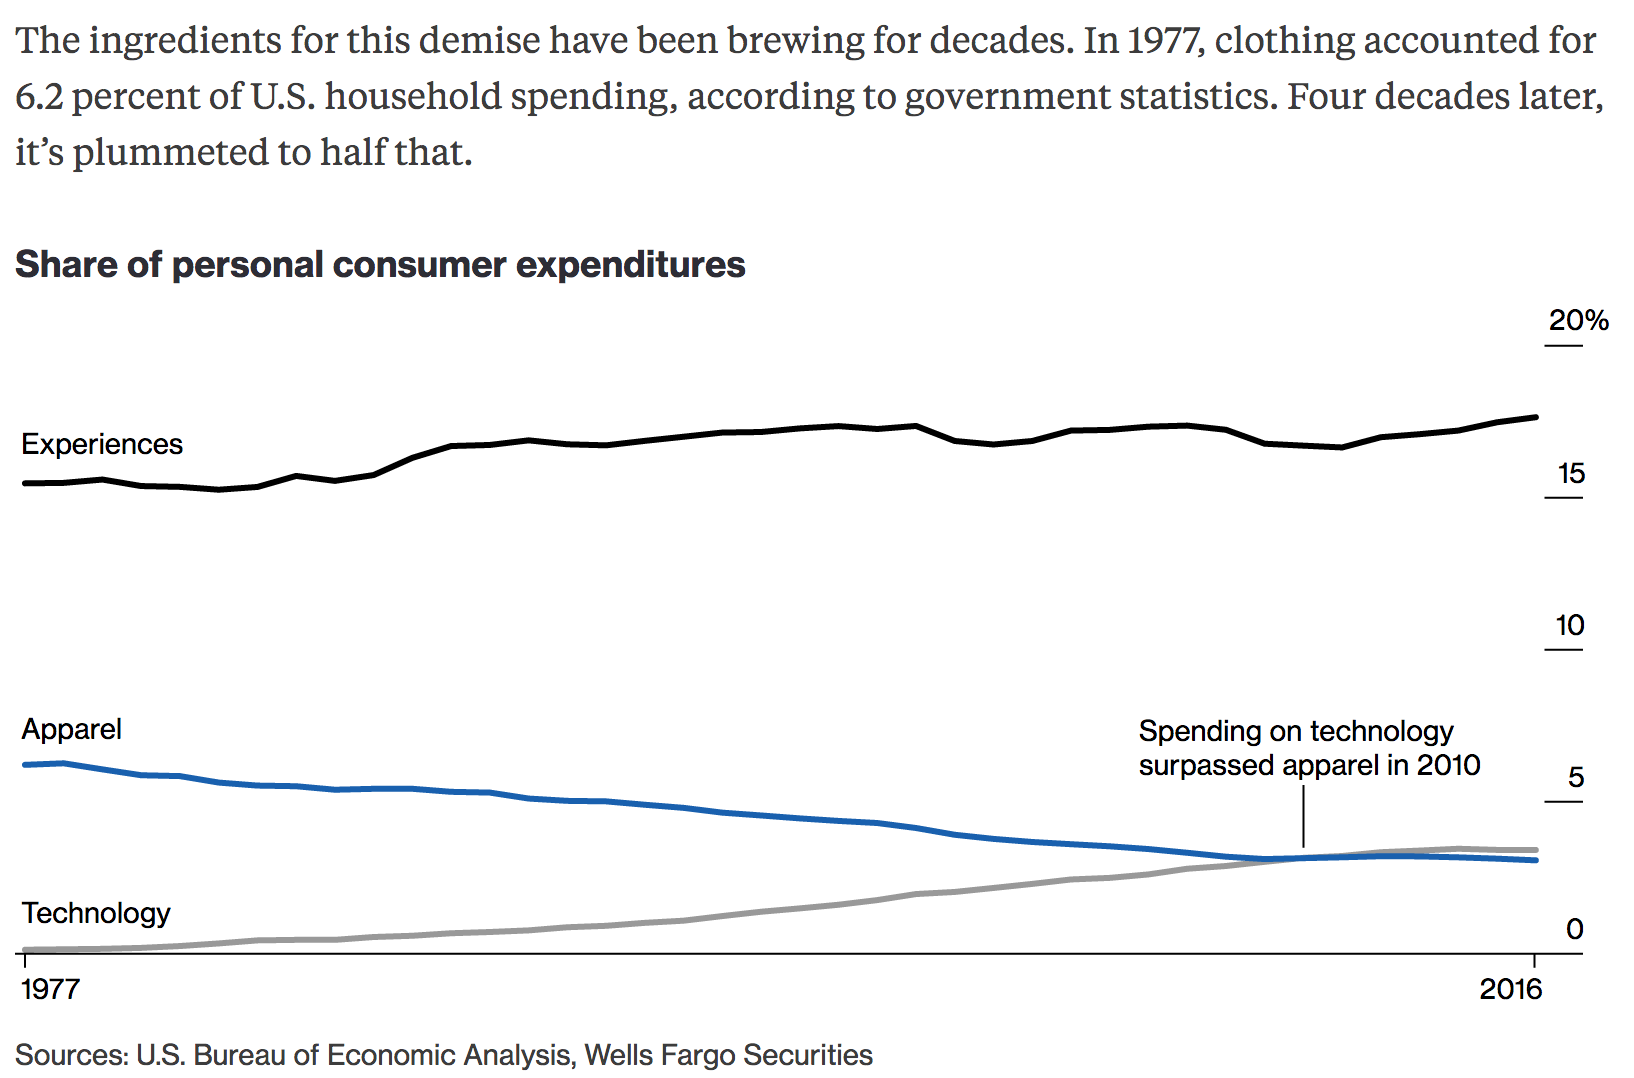 The ingredients for this demise have been brewing for decades. In 1977, clothing accounted for
6.2 percent of U.S. household spending, according to government statistics. Four decades later,
it’s plummeted to half that.
Share of personal consumer expenditures
20%
Experiences
15
10
Apparel
Spending on technology
surpassed apparel in 2010
5
Technology
0
1977
2016
Sources: U.S. Bureau of Economic Analysis, Wells Fargo Securities